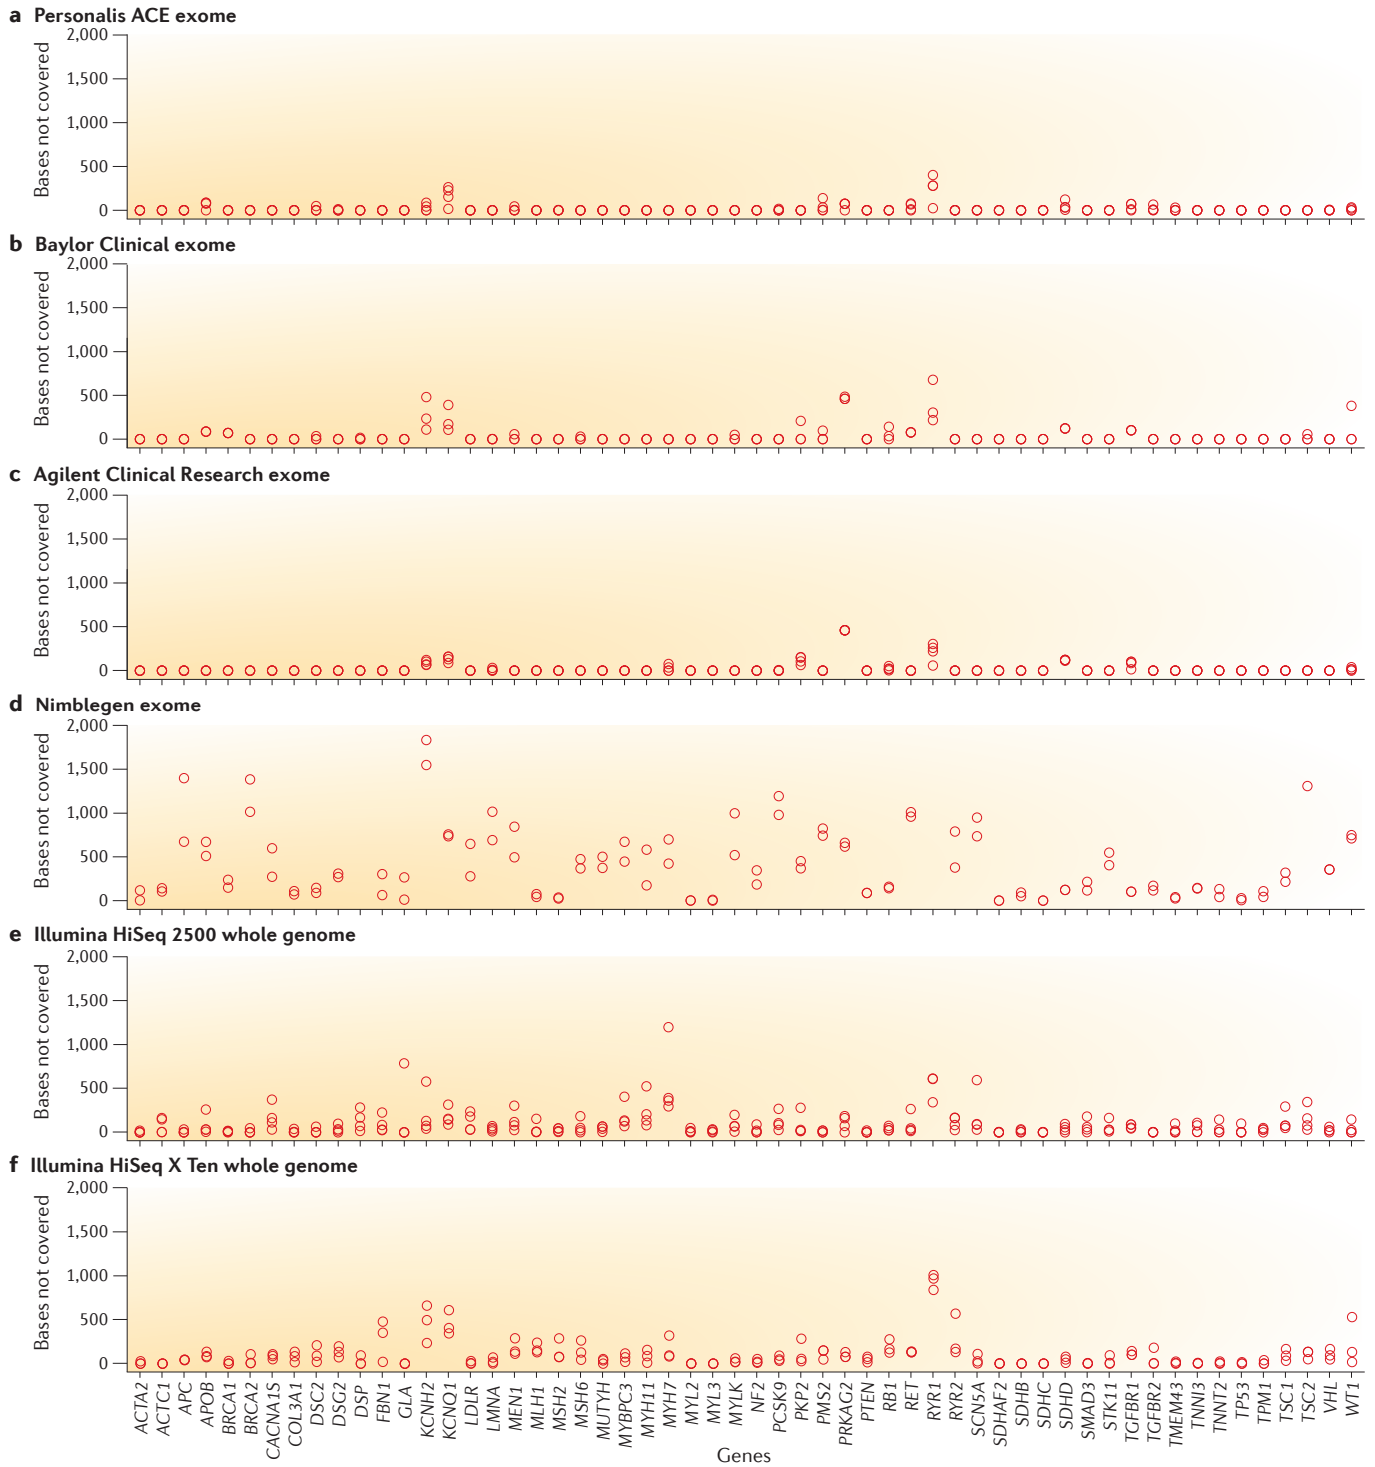 a Personalis ACE exome
Bases not covered
2,000
1,500
1,000
500
0
b Baylor Clinical exome
Bases not covered
2,000
1,500
1,000
500
0
c Agilent Clinical Research exome
Bases not covered
2,000
1,500
1,000
500
0
d Nimblegen exome
Bases not covered
2,000
1,500
1,000
500
0
e Illumina HiSeq 2500 whole genome
Bases not covered
2,000
1,500
1,000
500
0
f Illumina HiSeq X Ten whole genome
Bases not covered
2,000
1,500
1,000
500
0
ACTA2
ACTC1
APC
APOB
BRCA1
BRCA2
CACNA1S
COL3A1
DSC2
DSG2
DSP
FBN1
GLA
KCNH2
KCNQ1
LDLR
LMNA
MEN1
MLH1
MSH2
MSH6
MUTYH
MYBPC3
MYH11
MYH7
MYL2
MYL3
MYLK
NF2
PCSK9
PKP2
PMS2
PRKAG2
PTEN
RB1
RET
RYR1
RYR2
SCN5A
SDHAF2
SDHB
SDHC
SDHD
SMAD3
STK11
TGFBR1
TGFBR2
TMEM43
TNNI3
TNNT2
TP53
TPM1
TSC1
TSC2
VHL
WT1
Genes